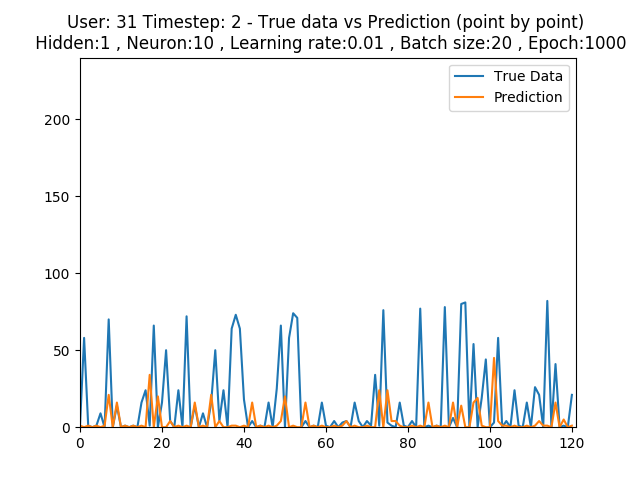 User: 31 Timestep: 2 - True data vs Prediction (point by point)
Hidden:1 , Neuron:10 , Learning rate:0.01 , Batch size:20 , Epoch:1000
True Data
Prediction
200
150
100
50
0
0 20 40 60 80 100 120